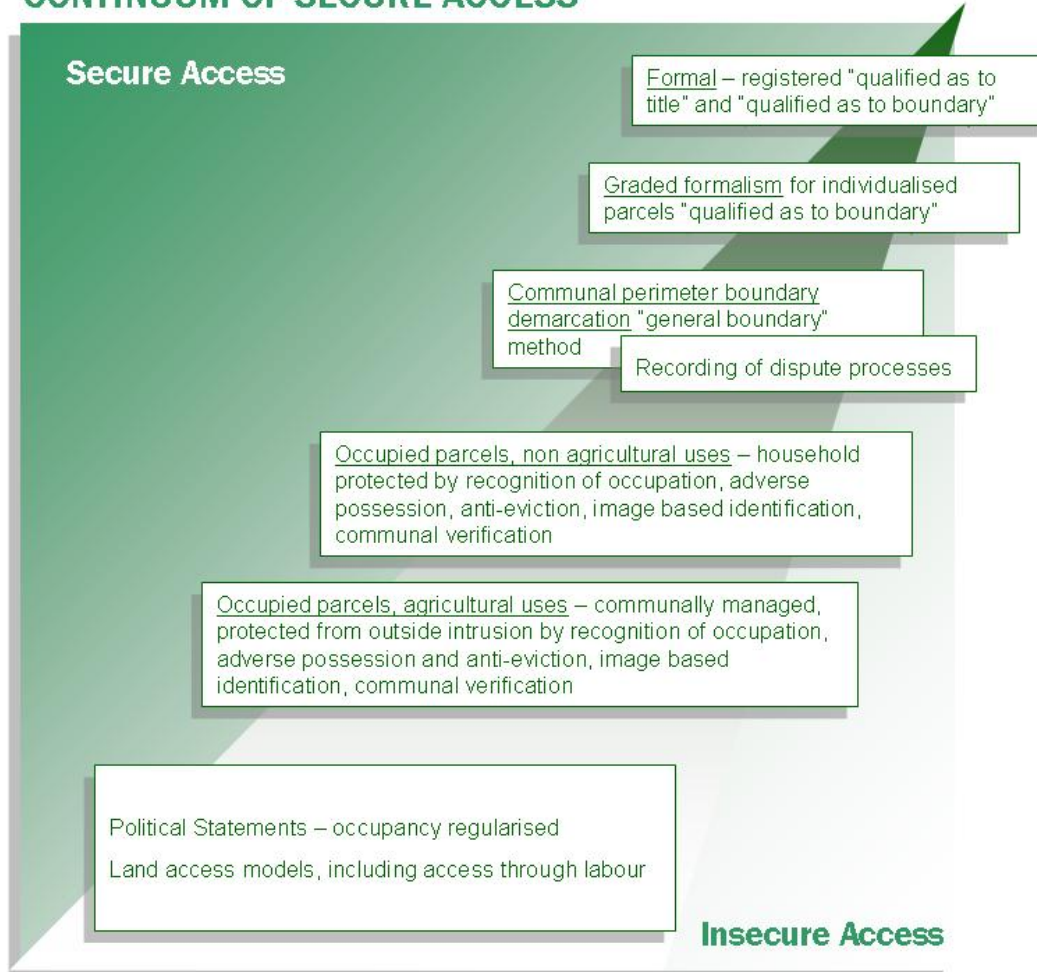 CONTINUUM OF SECURE ACCESS
Secure Access
Formal – registered "qualified as to
title" and "qualified as to boundary"
Graded formalism for individualised
parcels "qualified as to boundary"
Communal perimeter boundary
demarcation "general boundary"
method
Recording of dispute processes
Occupied parcels, non agricultural uses – household
protected by recognition of occupation, adverse
possession, anti-eviction, image based identification,
communal verification
Occupied parcels, agricultural uses – communally managed,
protected from outside intrusion by recognition of occupation,
adverse possession and anti-eviction, image based
identification, communal verification
Political Statements – occupancy regularised
Land access models, including access through labour
Insecure Access